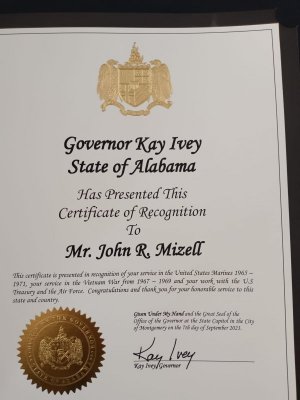 Governor Kay Ivey
State of Alabama
Has Presented This
Certificate of Recognition
To
Mr. John R. Mizell
This certificate is presented in recognition of your service in the United States Marines 1965 –
1971, your service in the Vietnam War from 1967 – 1969 and your work with the U.S
Treasury and the Air Force. Congratulations and thank you for your honorable service to this
state and country.
Given Under My Hand and the Great Seal of the
Office of the Governor at the State Capitol in the City
of Montgomery on the 7th day of September 2023.
Kay Ivey
Kay Ivey, Governor